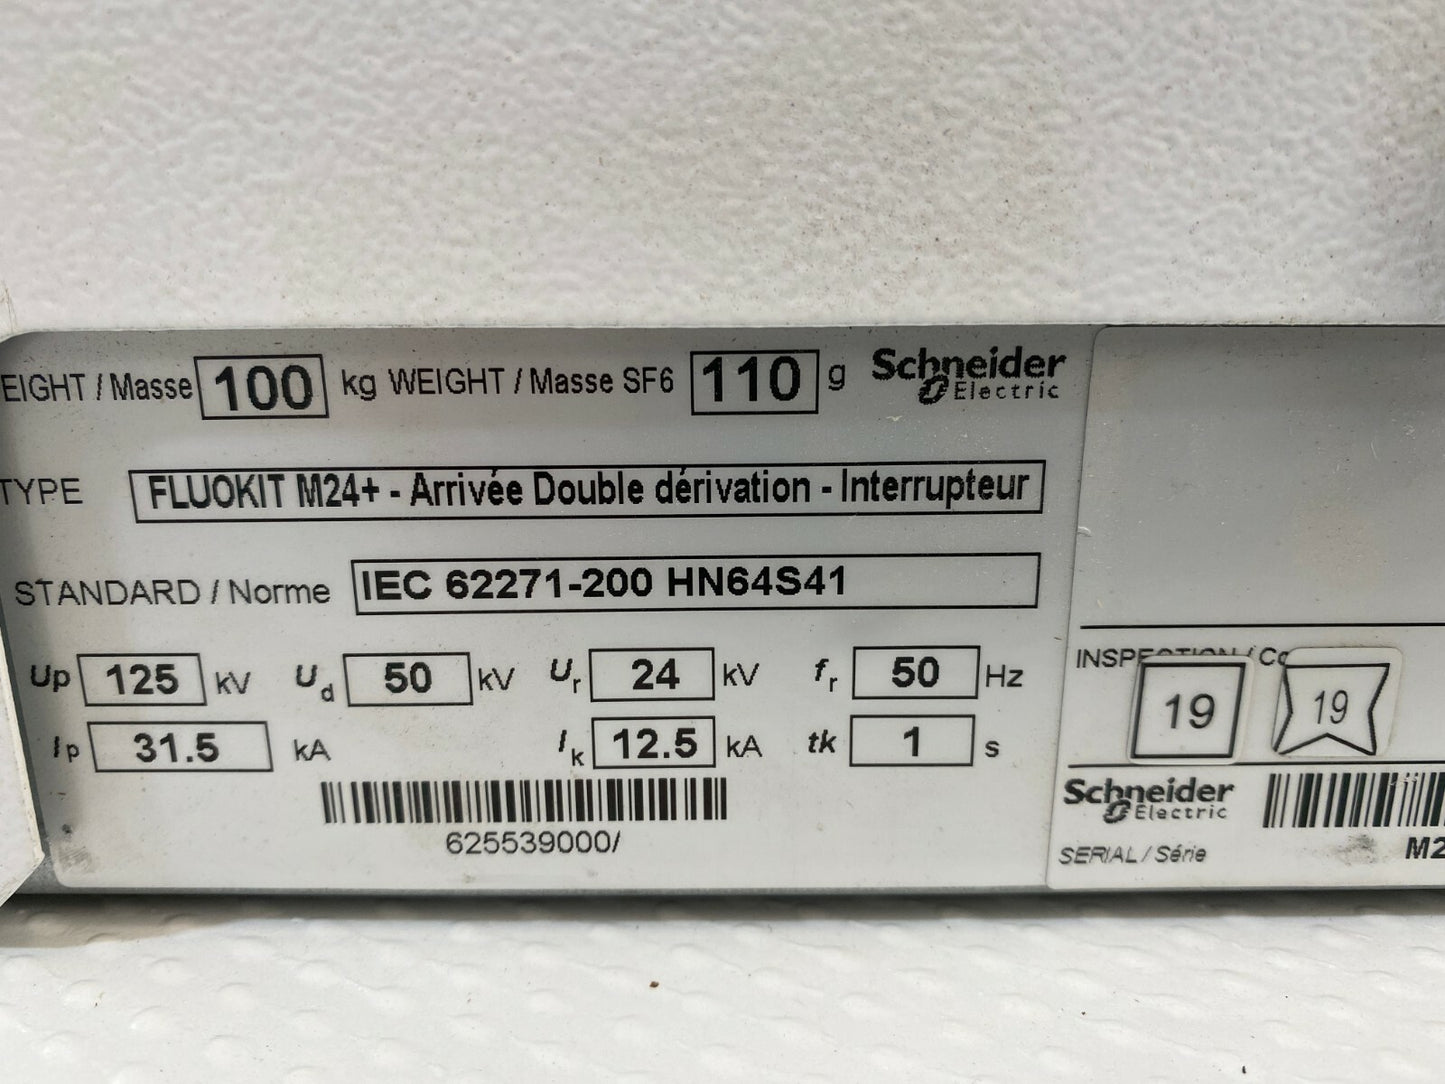 EIGHT / Masse 100 kg WEIGHT / Masse SF6 110 g Schneider Electric
TYPE FLUOKIT M24+ - Arrivée Double dérivation - Interrupteur
STANDARD / Norme IEC 62271-200 HN64S41
Up 125 kV Ud 50 kV Ur 24 kV fr 50 Hz
Ip 31.5 kA Ik 12.5 kA tk 1 s
625539000/
INSPECTION / Co
19 19
Schneider Electric
SERIAL / Série M2